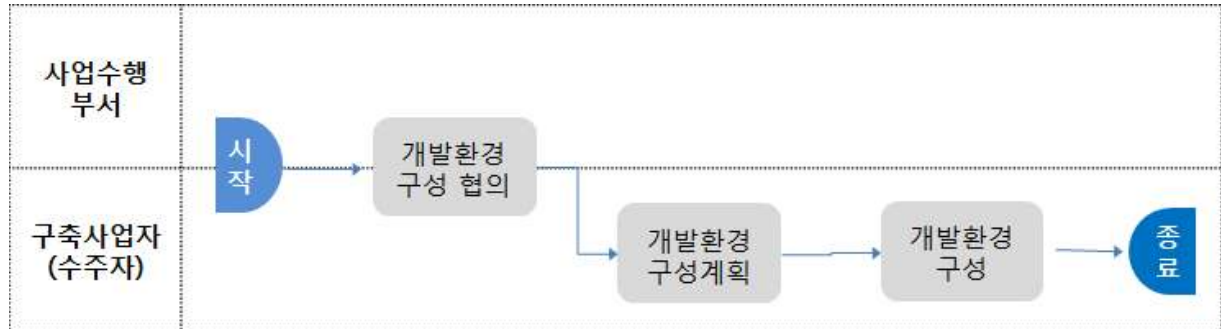 사업수행
부서
시
작
개발환경
구성 협의
구축사업자
(수주자)
개발환경
구성계획
개발환경
구성
종
료